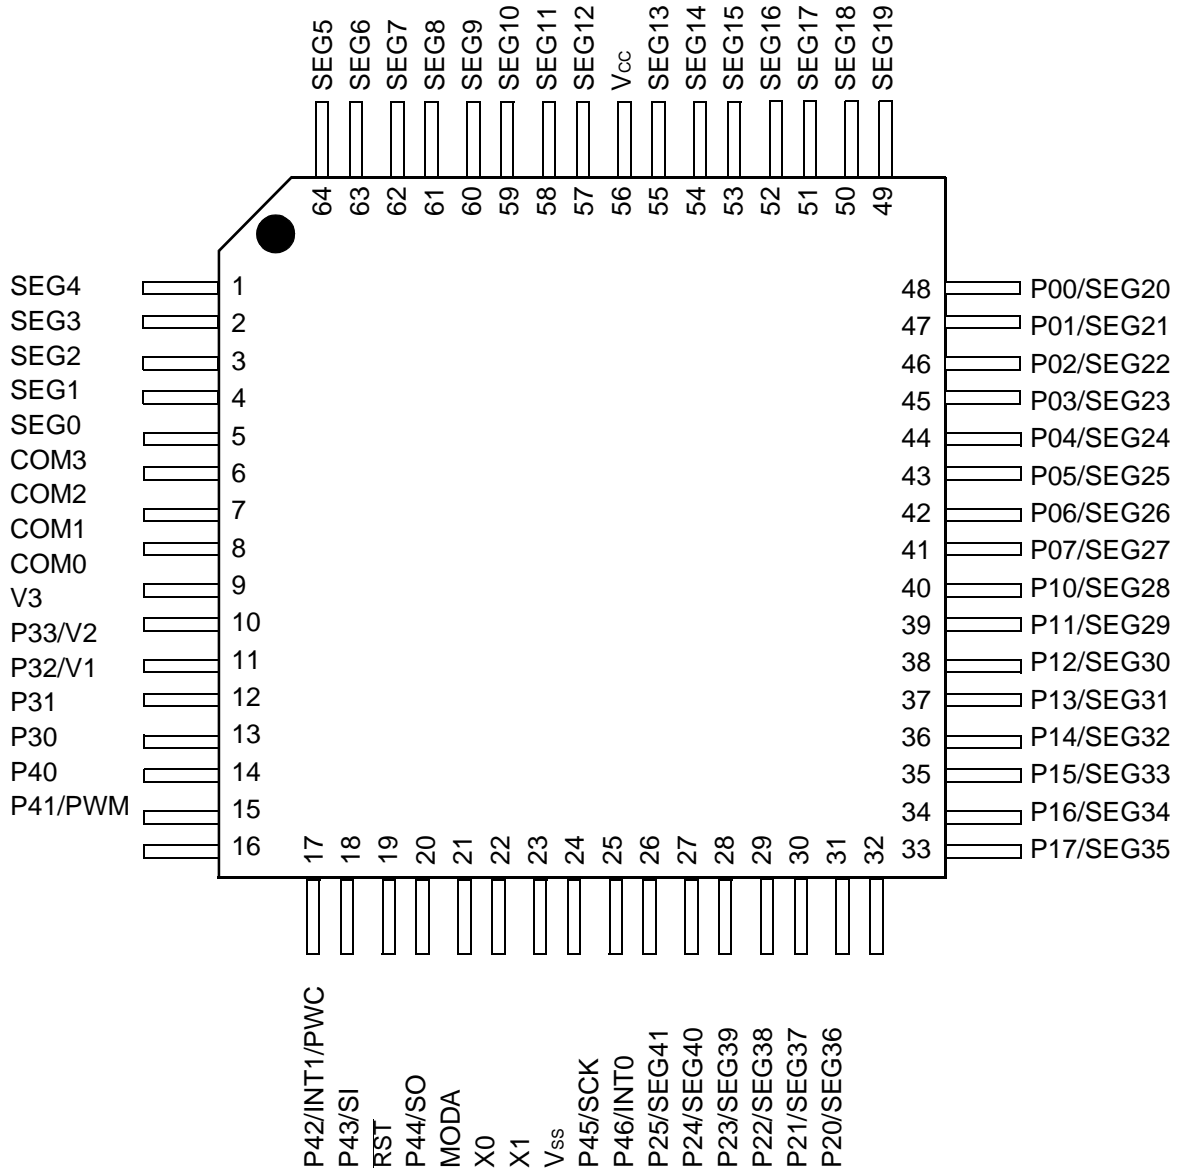 SEG5
SEG6
SEG7
SEG8
SEG9
SEG10
SEG11
SEG12
Vcc
SEG13
SEG14
SEG15
SEG16
SEG17
SEG18
SEG19
64
63
62
61
60
59
58
57
56
55
54
53
52
51
50
49
SEG4
SEG3
SEG2
SEG1
SEG0
COM3
COM2
COM1
COM0
V3
P33/V2
P32/V1
P31
P30
P40
P41/PWM
1
2
3
4
5
6
7
8
9
10
11
12
13
14
15
16
48
47
46
45
44
43
42
41
40
39
38
37
36
35
34
33
P00/SEG20
P01/SEG21
P02/SEG22
P03/SEG23
P04/SEG24
P05/SEG25
P06/SEG26
P07/SEG27
P10/SEG28
P11/SEG29
P12/SEG30
P13/SEG31
P14/SEG32
P15/SEG33
P16/SEG34
P17/SEG35
17
18
19
20
21
22
23
24
25
26
27
28
29
30
31
32
P42/INT1/PWC
P43/SI
RST
P44/SO
MODA
X0
X1
Vss
P45/SCK
P46/INT0
P25/SEG41
P24/SEG40
P23/SEG39
P22/SEG38
P21/SEG37
P20/SEG36